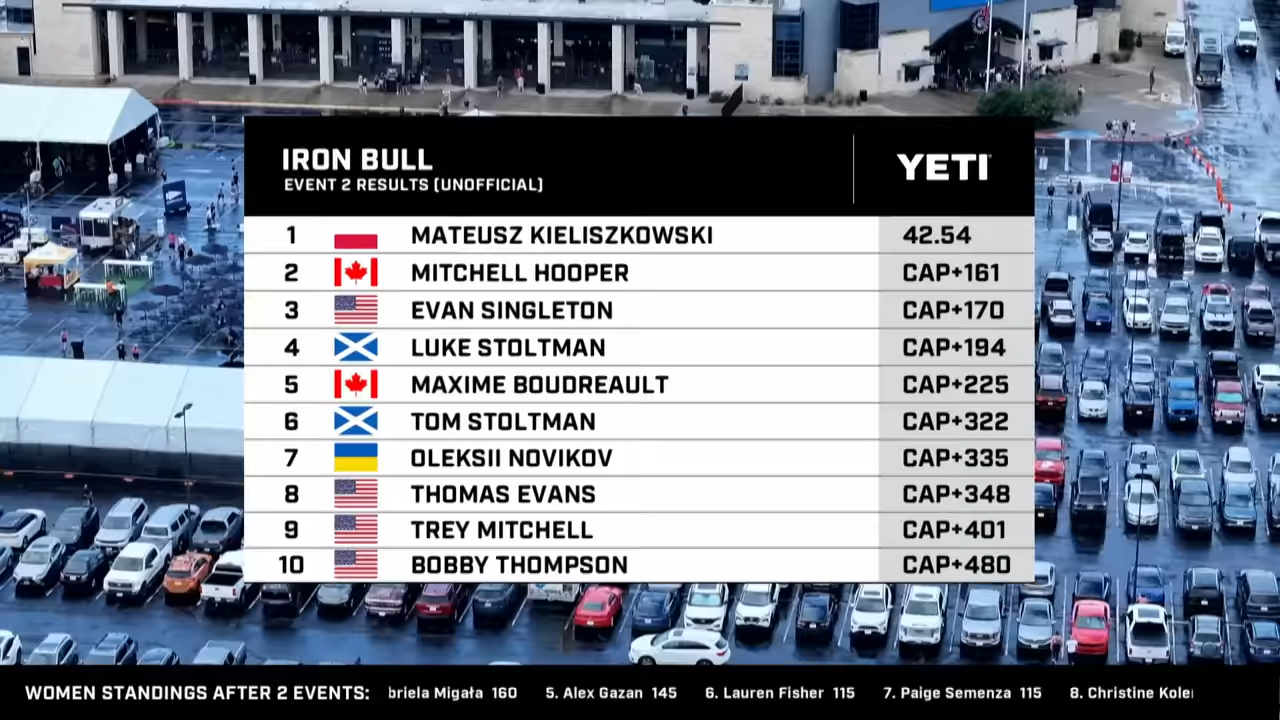 IRON BULL
EVENT 2 RESULTS (UNOFFICIAL)
YETI
1 MATEUSZ KIELISZKOWSKI 42.54
2 MITCHELL HOOPER CAP+161
3 EVAN SINGLETON CAP+170
4 LUKE STOLTMAN CAP+194
5 MAXIME BOUDREAULT CAP+225
6 TOM STOLTMAN CAP+322
7 OLEKSII NOVIKOV CAP+335
8 THOMAS EVANS CAP+348
9 TREY MITCHELL CAP+401
10 BOBBY THOMPSON CAP+480
WOMEN STANDINGS AFTER 2 EVENTS: briela Migała 160 5. Alex Gazan 145 6. Lauren Fisher 115 7. Paige Semenza 115 8. Christine Kole